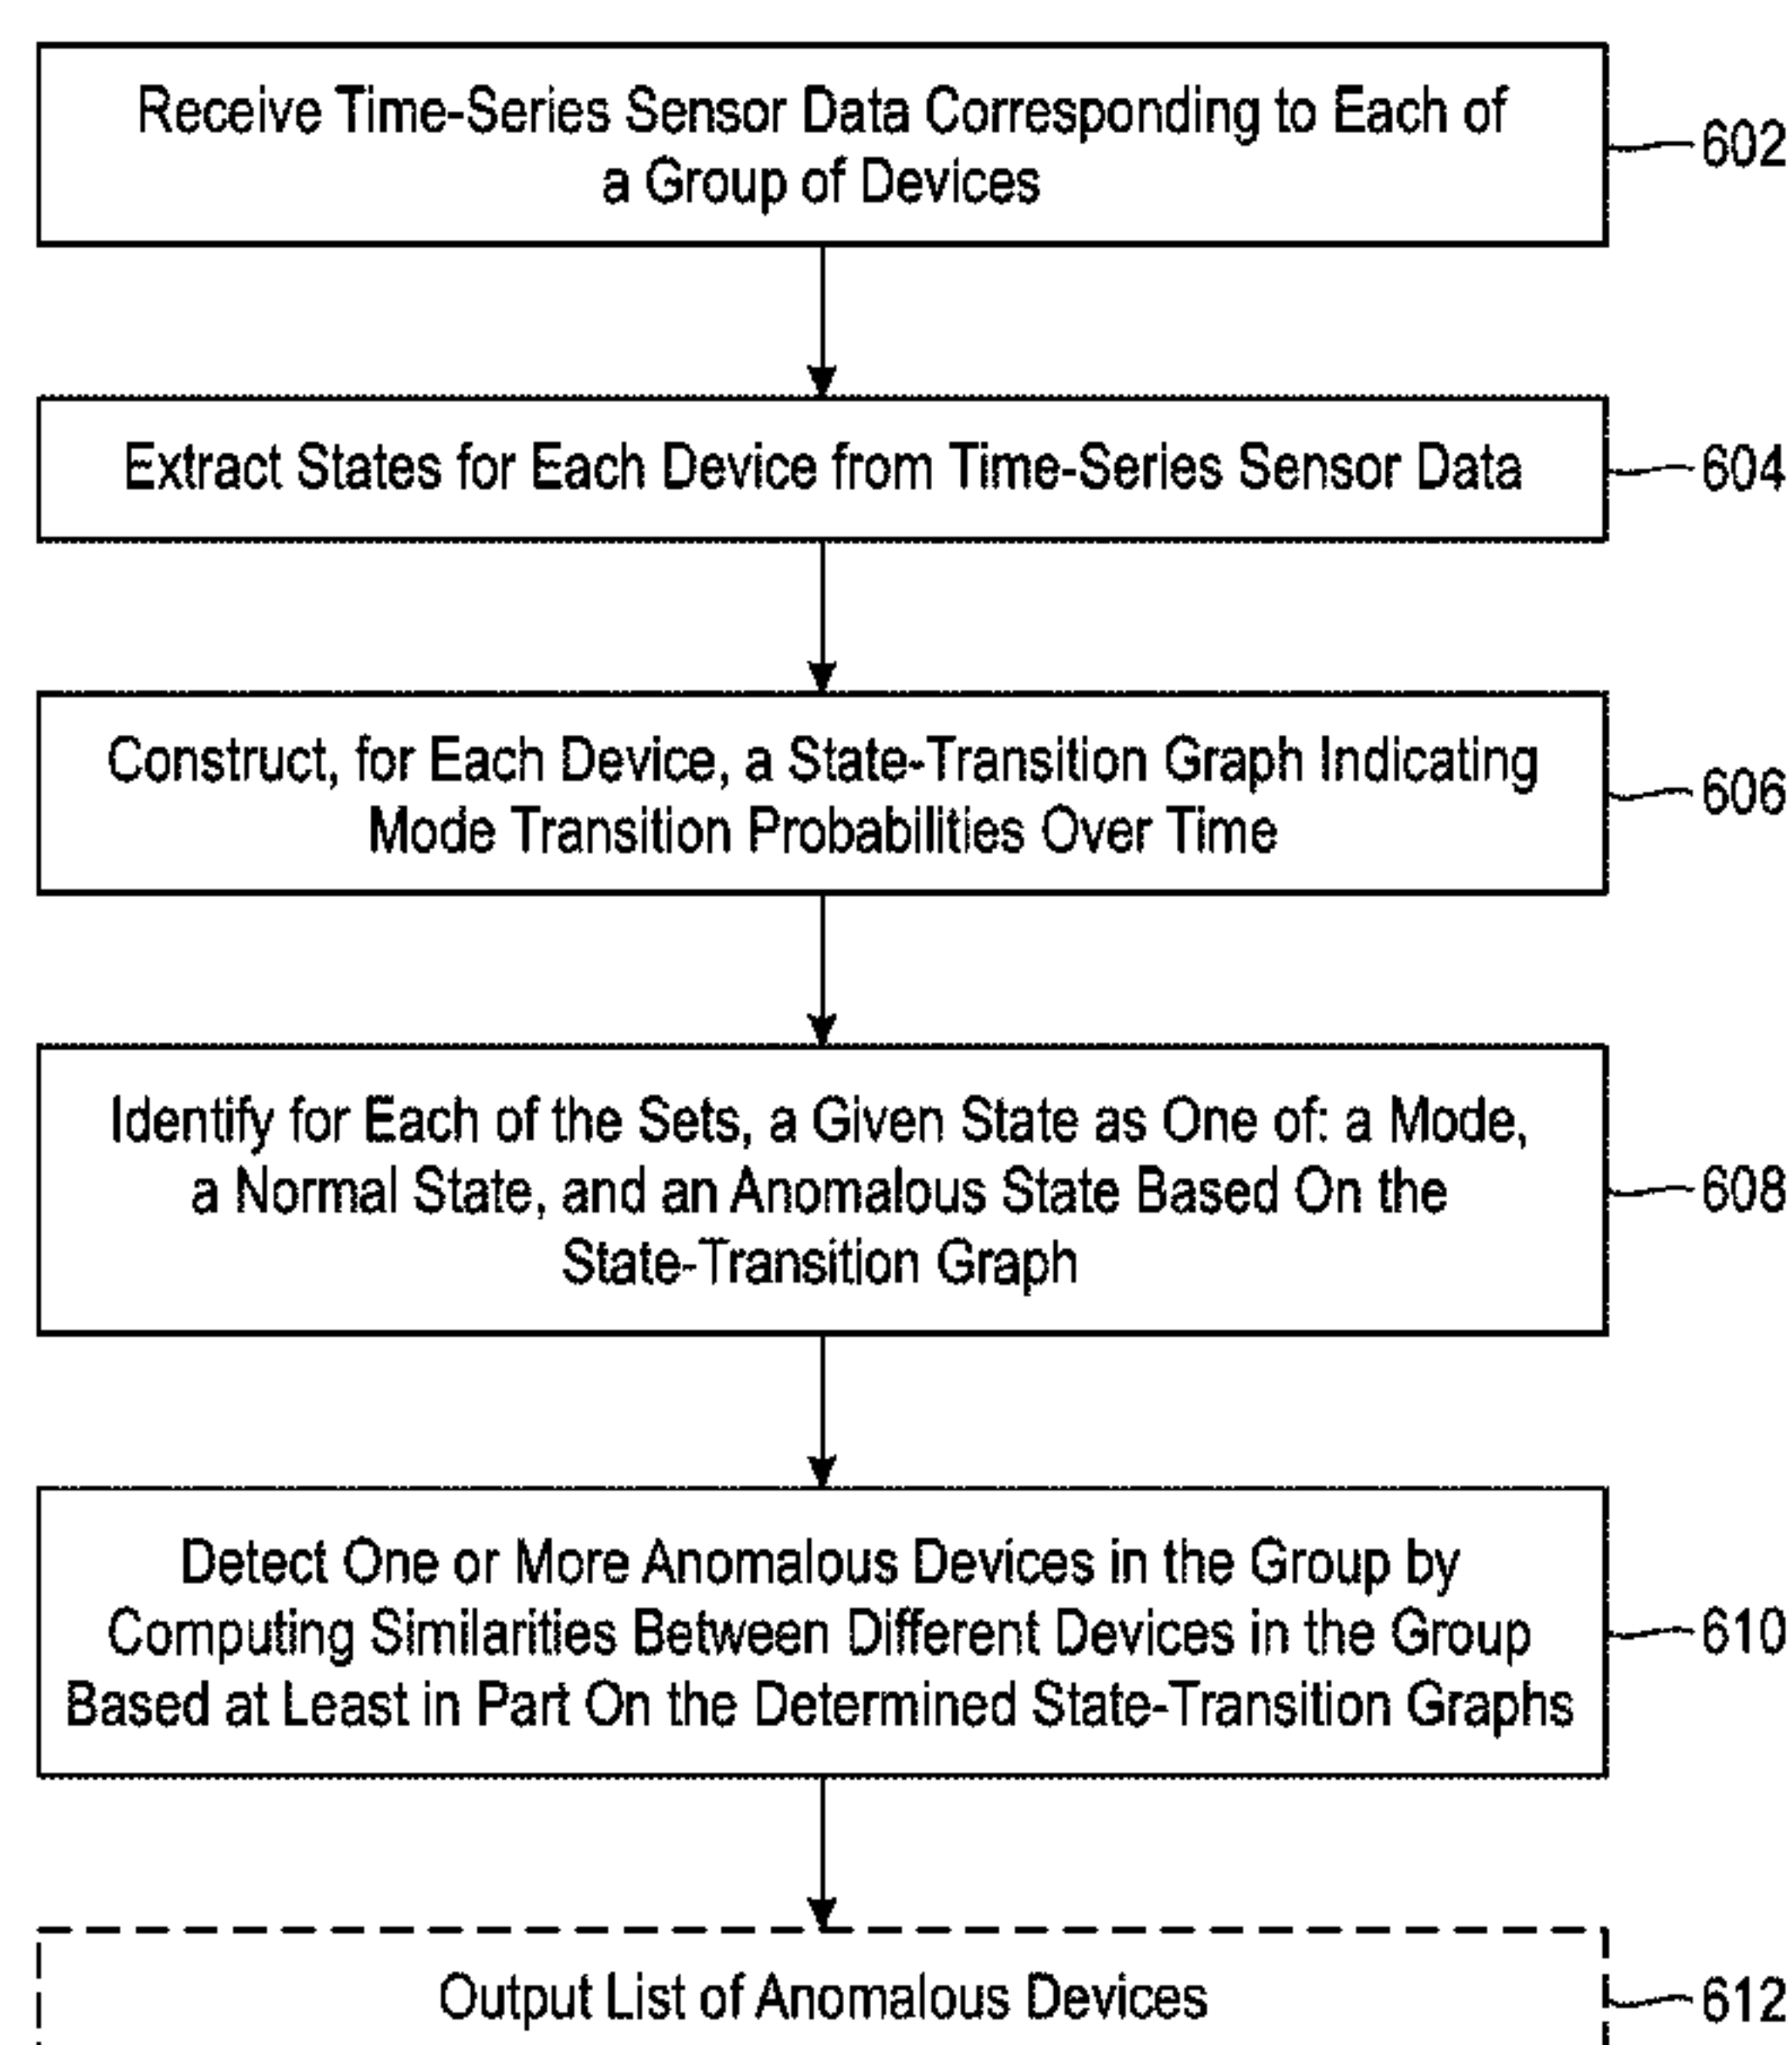 Receive Time-Series Sensor Data Corresponding to Each of
a Group of Devices
602
Extract States for Each Device from Time-Series Sensor Data
604
Construct, for Each Device, a State-Transition Graph Indicating
Mode Transition Probabilities Over Time
606
Identify for Each of the Sets, a Given State as One of: a Mode,
a Normal State, and an Anomalous State Based On the
State-Transition Graph
608
Detect One or More Anomalous Devices in the Group by
Computing Similarities Between Different Devices in the Group
Based at Least in Part On the Determined State-Transition Graphs
610
Output List of Anomalous Devices
612